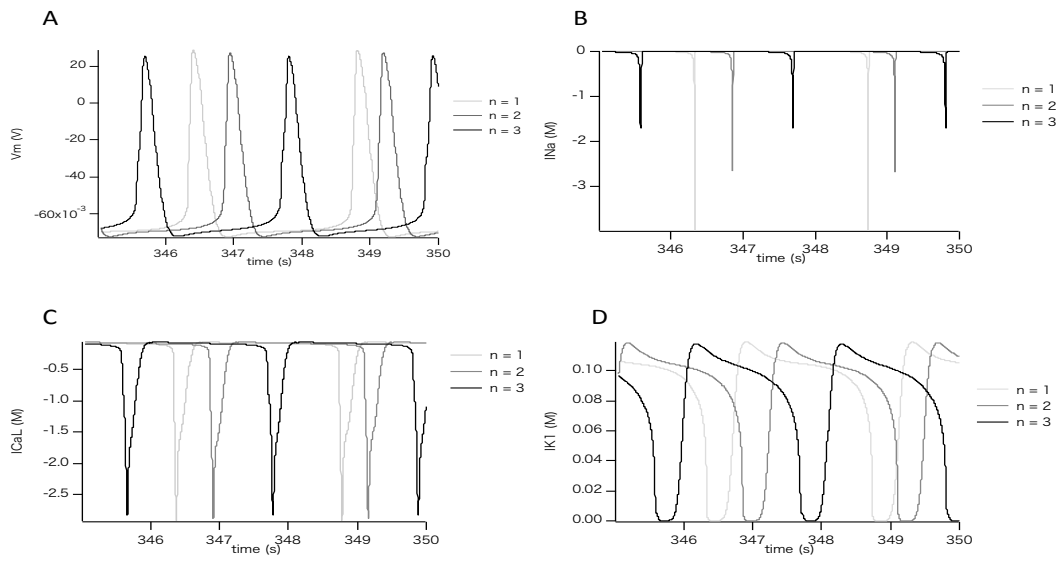 A
Vm (V)
20
0
-20
-40
-60x10-3
346
347
348
349
350
time (s)
n = 1
n = 2
n = 3
B
INa (M)
0
-1
-2
-3
346
347
348
349
350
time (s)
n = 1
n = 2
n = 3
C
ICaL (M)
-0.5
-1.0
-1.5
-2.0
-2.5
346
347
348
349
350
time (s)
n = 1
n = 2
n = 3
D
IK1 (M)
0.10
0.08
0.06
0.04
0.02
0.00
346
347
348
349
350
time (s)
n = 1
n = 2
n = 3